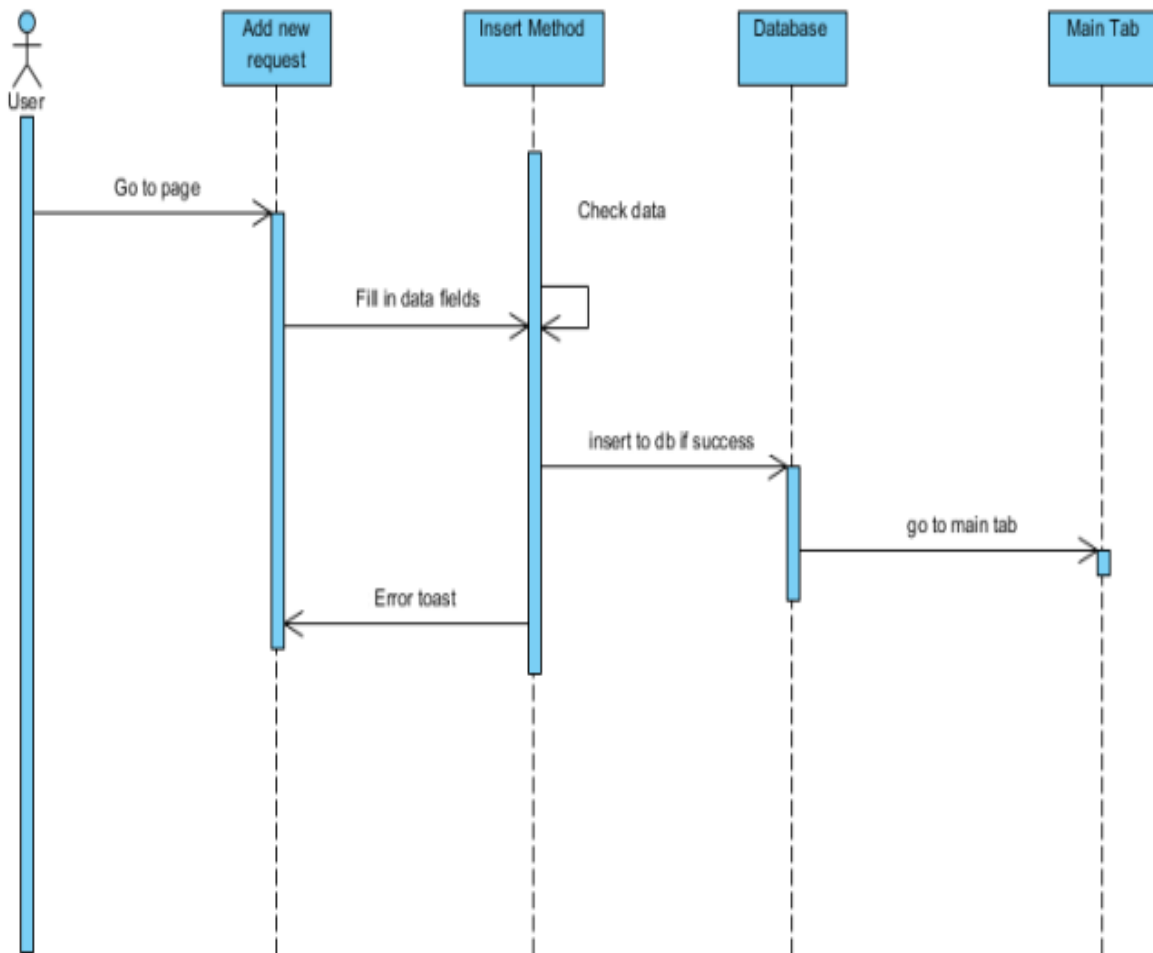 Add new
request
Insert Method
Database
Main Tab
User
Go to page
Check data
Fill in data fields
insert to db if success
go to main tab
Error toast